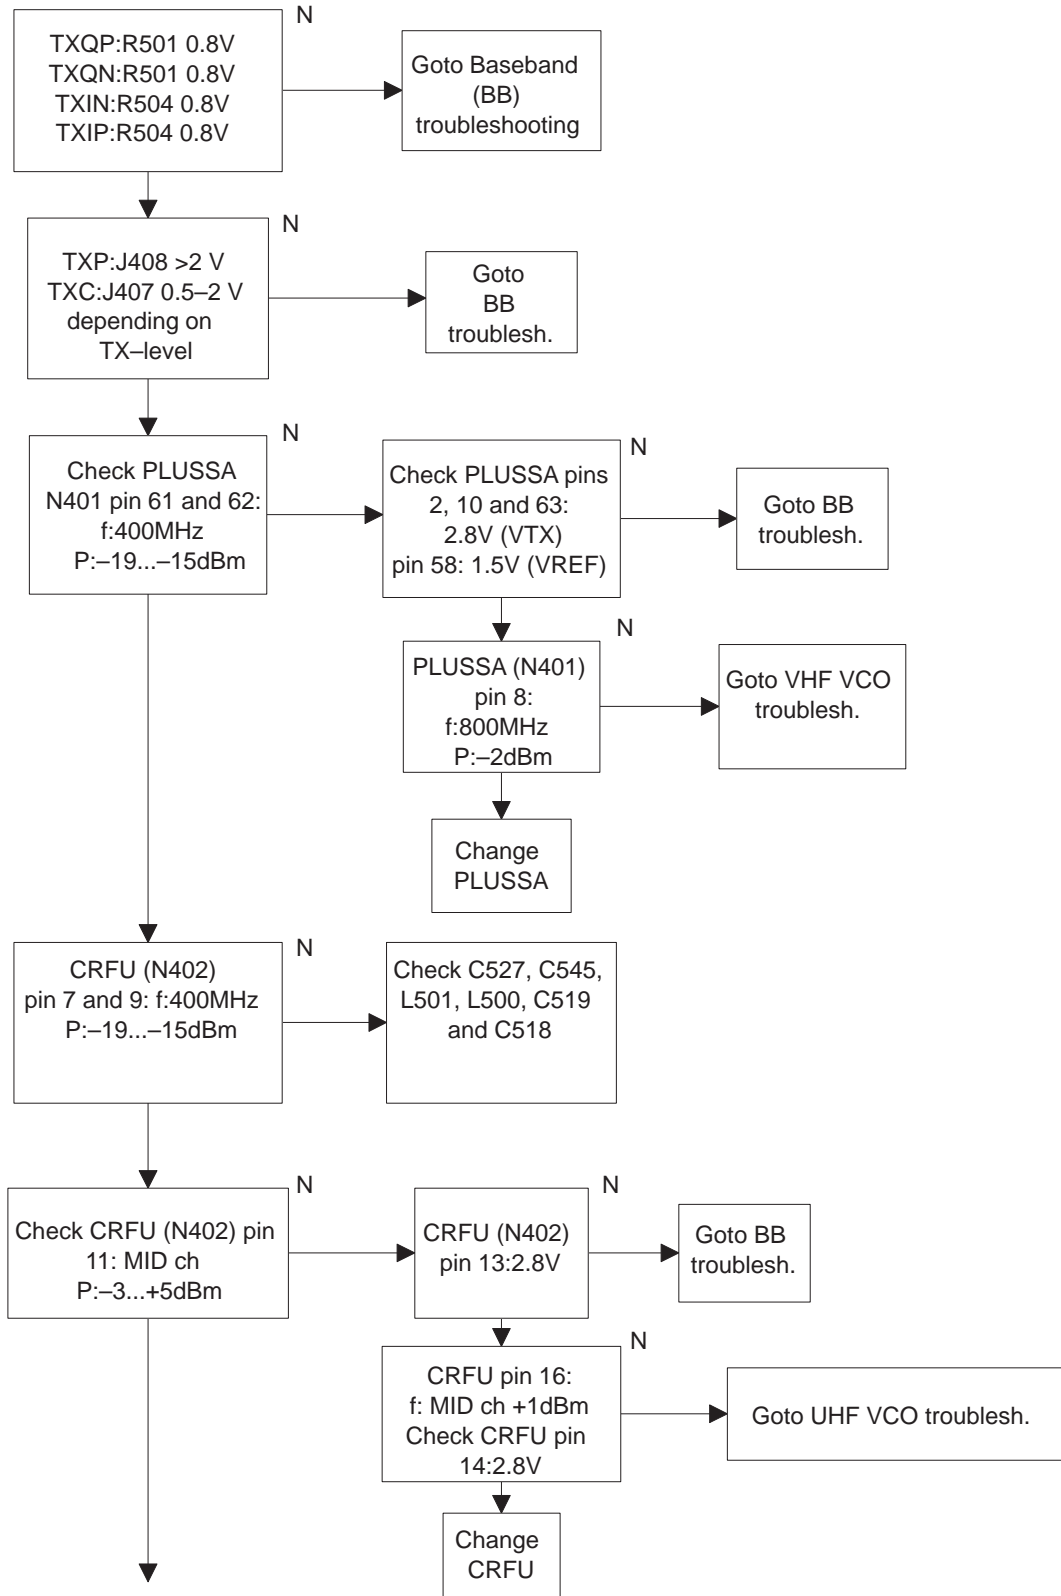 N
TXQP:R501 0.8V
TXQN:R501 0.8V
TXIN:R504 0.8V
TXIP:R504 0.8V
Goto Baseband
(BB)
troubleshooting
N
TXP:J408 >2 V
TXC:J407 0.5–2 V
depending on
TX–level
Goto
BB
troublesh.
N
Check PLUSSA
N401 pin 61 and 62:
f:400MHz
P:–19...–15dBm
N
Check PLUSSA pins
2, 10 and 63:
2.8V (VTX)
pin 58: 1.5V (VREF)
Goto BB
troublesh.
N
PLUSSA (N401)
pin 8:
f:800MHz
P:–2dBm
Goto VHF VCO
troublesh.
Change
PLUSSA
N
CRFU (N402)
pin 7 and 9: f:400MHz
P:–19...–15dBm
Check C527, C545,
L501, L500, C519
and C518
N
Check CRFU (N402) pin
11: MID ch
P:–3...+5dBm
N
CRFU (N402)
pin 13:2.8V
Goto BB
troublesh.
N
CRFU pin 16:
f: MID ch +1dBm
Check CRFU pin
14:2.8V
Goto UHF VCO troublesh.
Change
CRFU